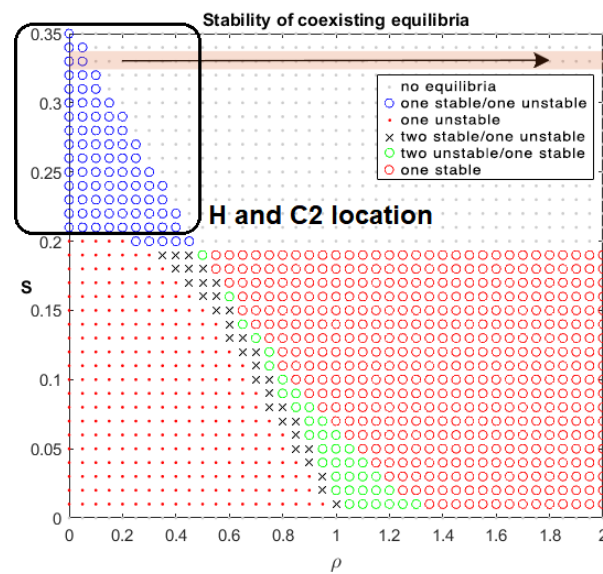 Stability of coexisting equilibria
0.35
0.3
0.25
0.2
0.15
0.1
0.05
0
S
no equilibria
one stable/one unstable
one unstable
two stable/one unstable
two unstable/one stable
one stable
H and C2 location
0 0.2 0.4 0.6 0.8 1 1.2 1.4 1.6 1.8 2
ρ